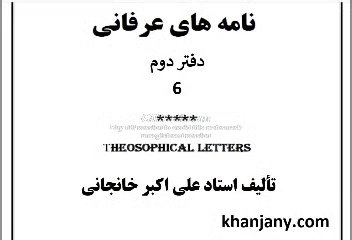 نامه های عرفانی
دفتر دوم
6
*****
THEOSOPHICAL LETTERS
تألیف استاد علی اکبر خانجانی
khanjany.com